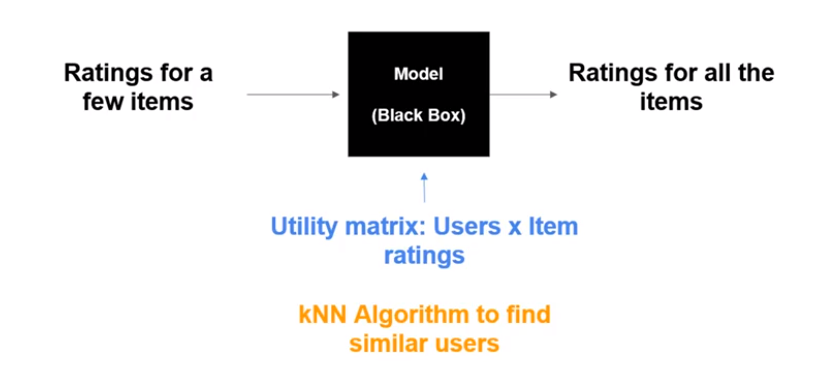 Ratings for a
few items
Model
(Black Box)
Ratings for all the
items
Utility matrix: Users x Item
ratings
kNN Algorithm to find
similar users